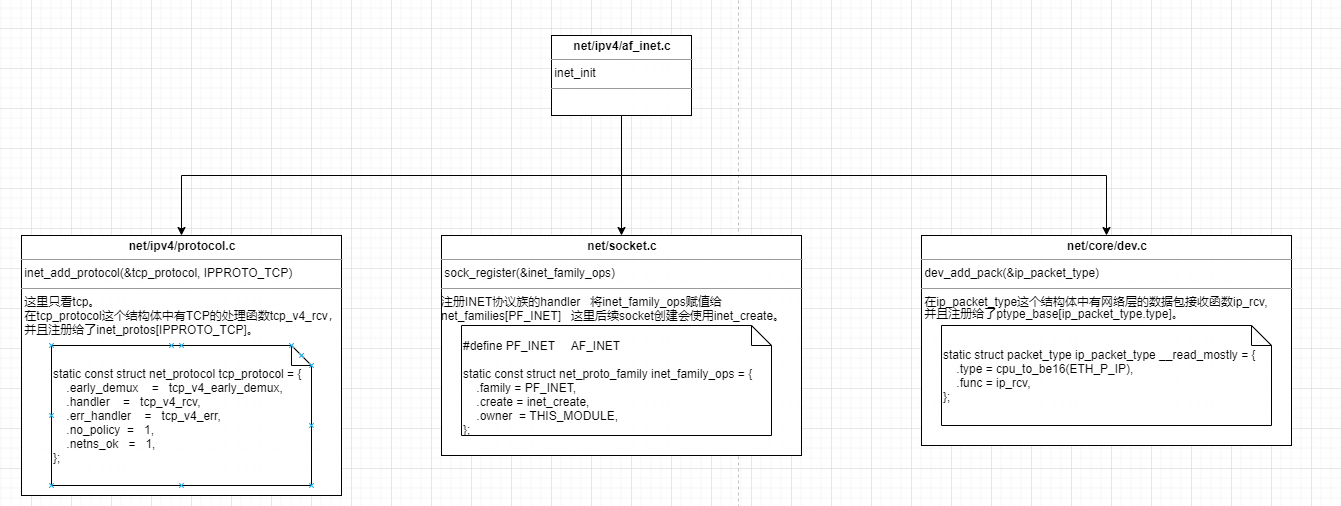 net/ipv4/af_inet.c
inet_init
net/ipv4/protocol.c
inet_add_protocol(&tcp_protocol, IPPROTO_TCP)
这里只看tcp。
在tcp_protocol这个结构体中有TCP的处理函数tcp_v4_rcv，
并且注册给了inet_protos[IPPROTO_TCP]。
static const struct net_protocol tcp_protocol = {
.early_demux = tcp_v4_early_demux,
.handler = tcp_v4_rcv,
.err_handler = tcp_v4_err,
.no_policy = 1,
.netns_ok = 1,
};
net/socket.c
sock_register(&inet_family_ops)
注册INET协议族的handler 将inet_family_ops赋值给
net_families[PF_INET] 这里后续socket创建会使用inet_create。
#define PF_INET AF_INET
static const struct net_proto_family inet_family_ops = {
.family = PF_INET,
.create = inet_create,
.owner = THIS_MODULE,
};
net/core/dev.c
dev_add_pack(&ip_packet_type)
在ip_packet_type这个结构体中有网络层的数据包接收函数ip_rcv,
并且注册给了ptype_base[ip_packet_type.type]。
static struct packet_type ip_packet_type __read_mostly = {
.type = cpu_to_be16(ETH_P_IP),
.func = ip_rcv,
};